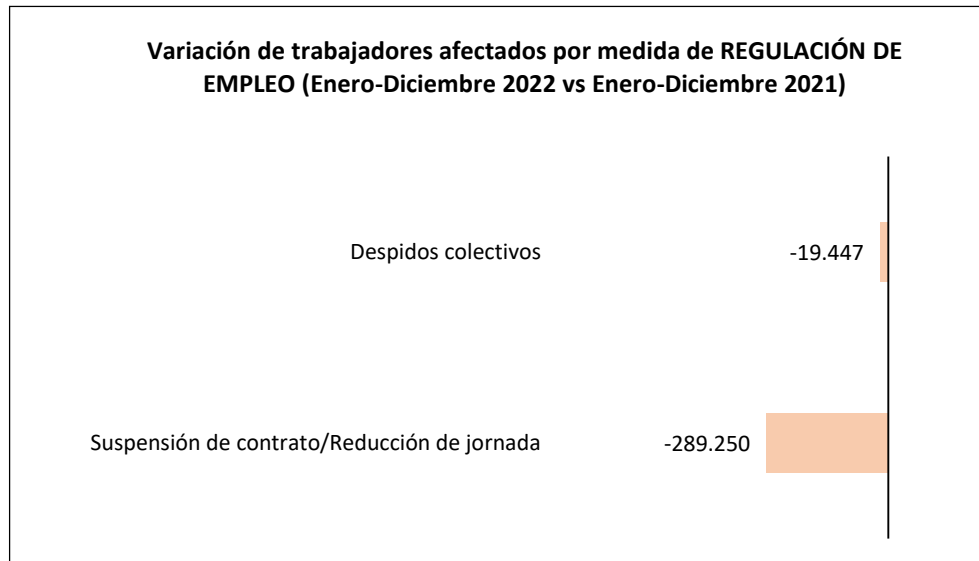 Variación de trabajadores afectados por medida de REGULACIÓN DE
EMPLEO (Enero-Diciembre 2022 vs Enero-Diciembre 2021)
Despidos colectivos
-19.447
Suspensión de contrato/Reducción de jornada
-289.250